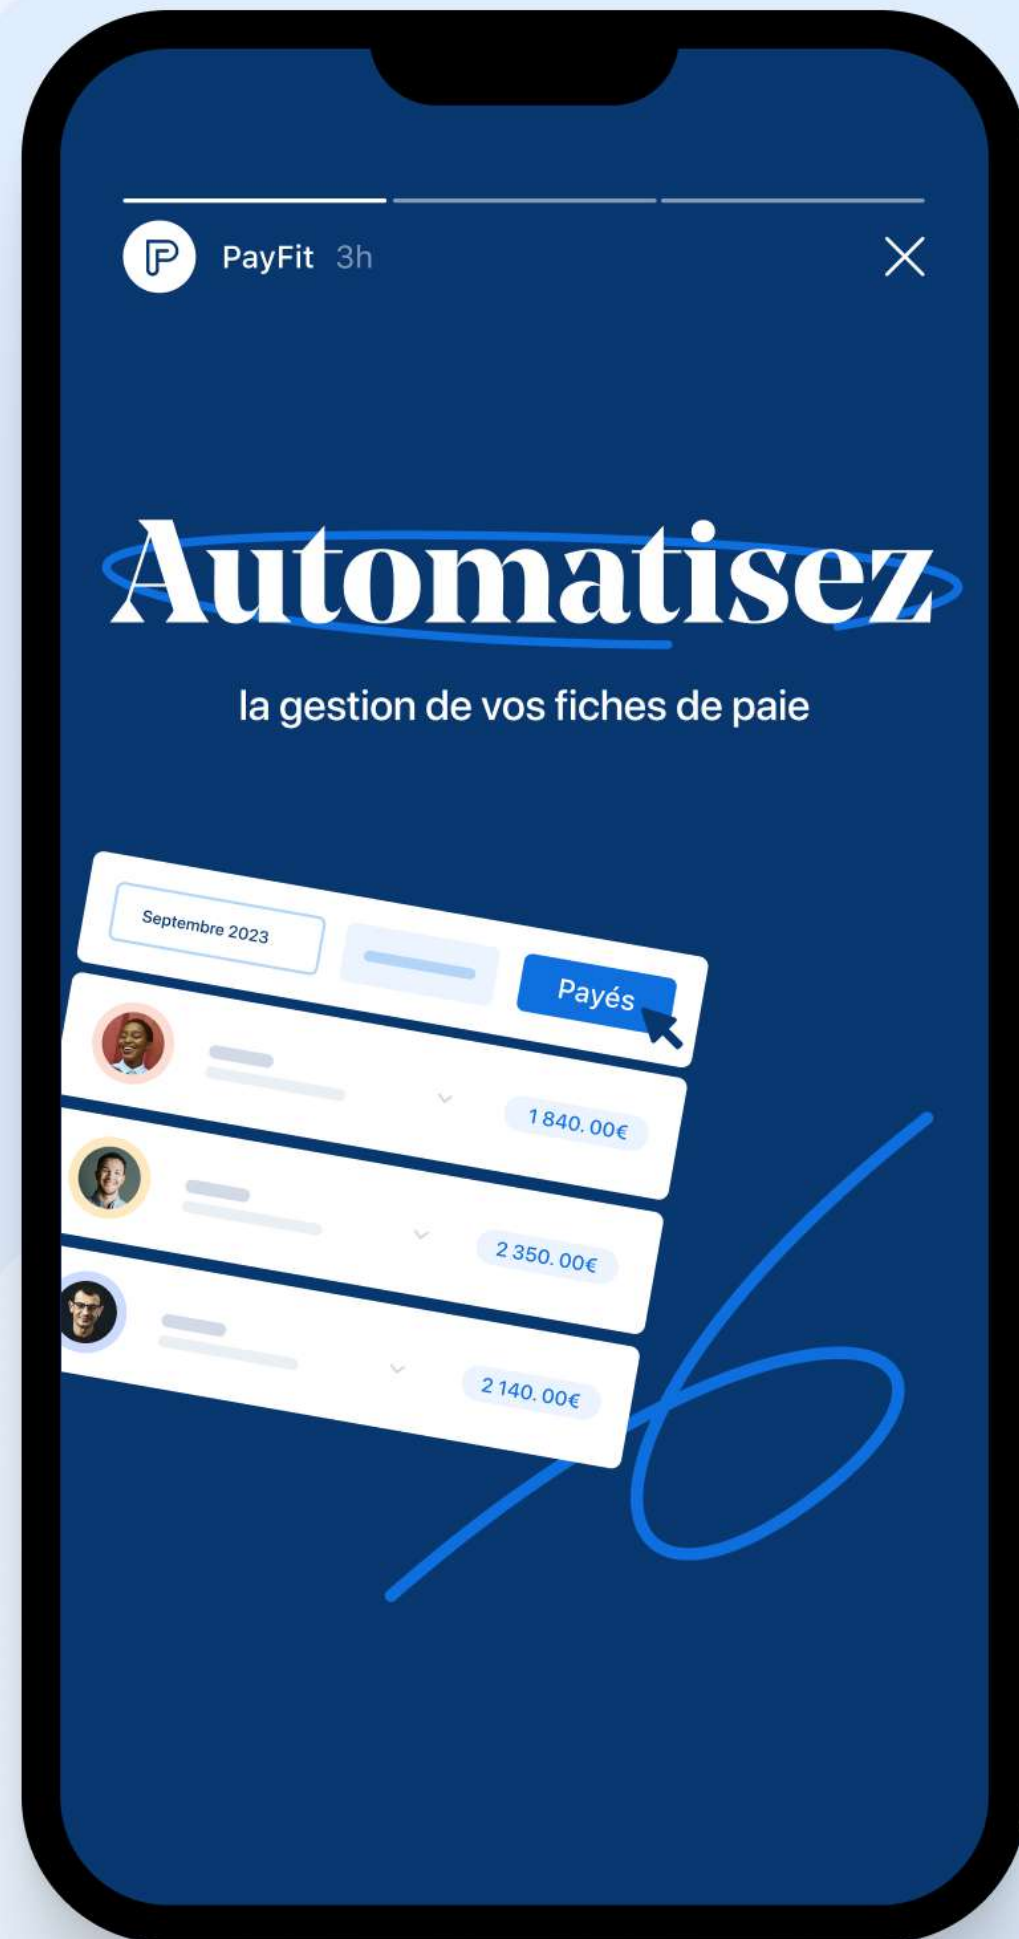 PayFit 3h
Automatisez
la gestion de vos fiches de paie
Septembre 2023
Payés
1 840. 00€
2 350. 00€
2 140. 00€